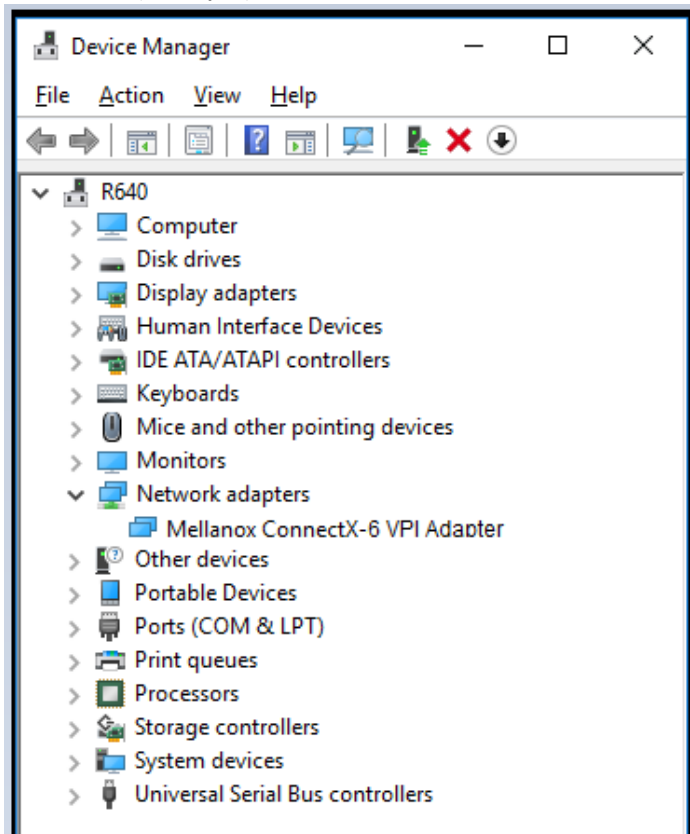 Device Manager
File Action View Help
R640
Computer
Disk drives
Display adapters
Human Interface Devices
IDE ATA/ATAPI controllers
Keyboards
Mice and other pointing devices
Monitors
Network adapters
Mellanox ConnectX-6 VPI Adapter
Other devices
Portable Devices
Ports (COM & LPT)
Print queues
Processors
Storage controllers
System devices
Universal Serial Bus controllers